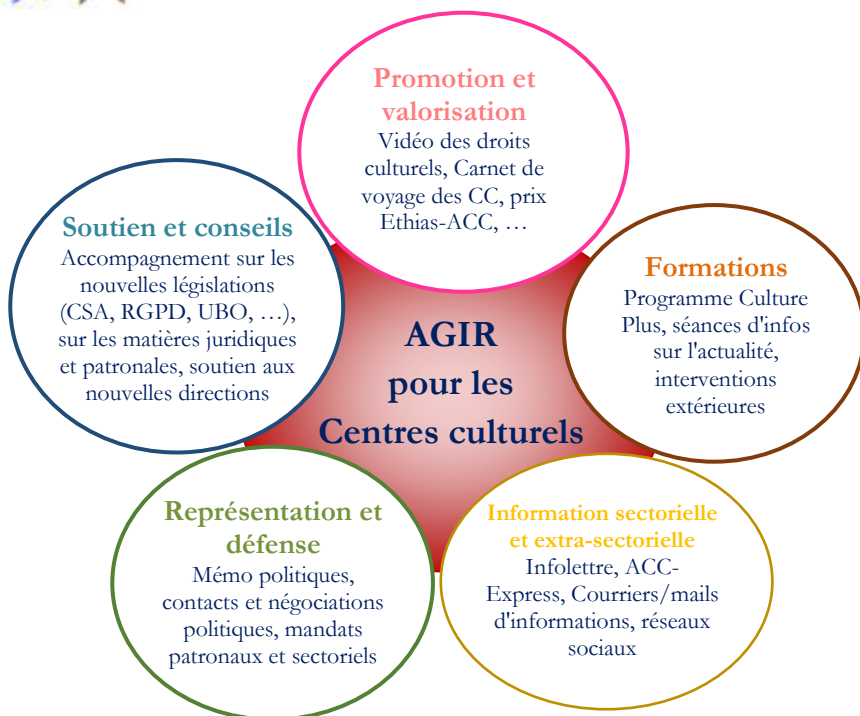 Promotion et
valorisation
Vidéo des droits
culturels, Carnet de
voyage des CC, prix
Ethias-ACC, …
Soutien et conseils
Accompagnement sur les
nouvelles législations
(CSA, RGPD, UBO, …),
sur les matières juridiques
et patronales, soutien aux
nouvelles directions
Formations
Programme Culture
Plus, séances d'infos
sur l'actualité,
interventions
extérieures
AGIR
pour les
Centres culturels
Représentation et
défense
Mémo politiques,
contacts et négociations
politiques, mandats
patronaux et sectoriels
Information sectorielle
et extra-sectorielle
Infolettre, ACC-
Express, Courriers/mails
d'informations, réseaux
sociaux